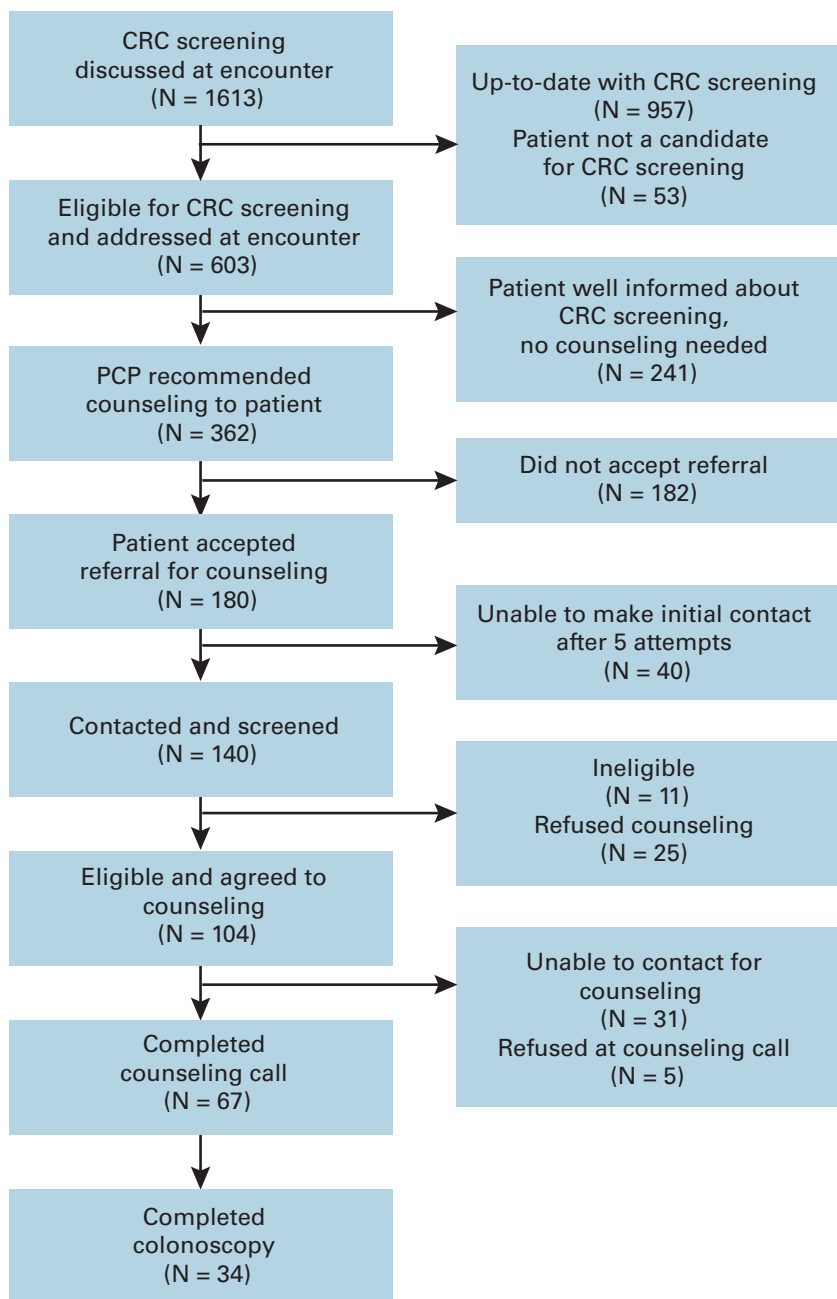 CRC screening
discussed at encounter
(N = 1613)
Up-to-date with CRC screening
(N = 957)
Patient not a candidate
for CRC screening
(N = 53)
Eligible for CRC screening
and addressed at encounter
(N = 603)
Patient well informed about
CRC screening,
no counseling needed
(N = 241)
PCP recommended
counseling to patient
(N = 362)
Did not accept referral
(N = 182)
Patient accepted
referral for counseling
(N = 180)
Unable to make initial contact
after 5 attempts
(N = 40)
Contacted and screened
(N = 140)
Ineligible
(N = 11)
Refused counseling
(N = 25)
Eligible and agreed to
counseling
(N = 104)
Unable to contact for
counseling
(N = 31)
Refused at counseling call
(N = 5)
Completed
counseling call
(N = 67)
Completed
colonoscopy
(N = 34)